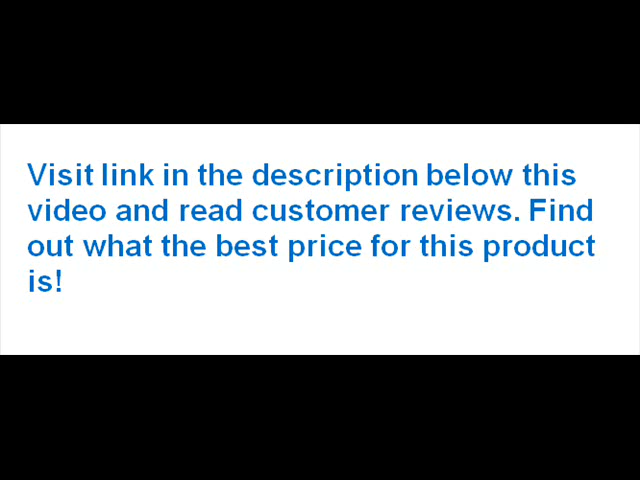 Visit link in the description below this
video and read customer reviews. Find
out what the best price for this product
is!